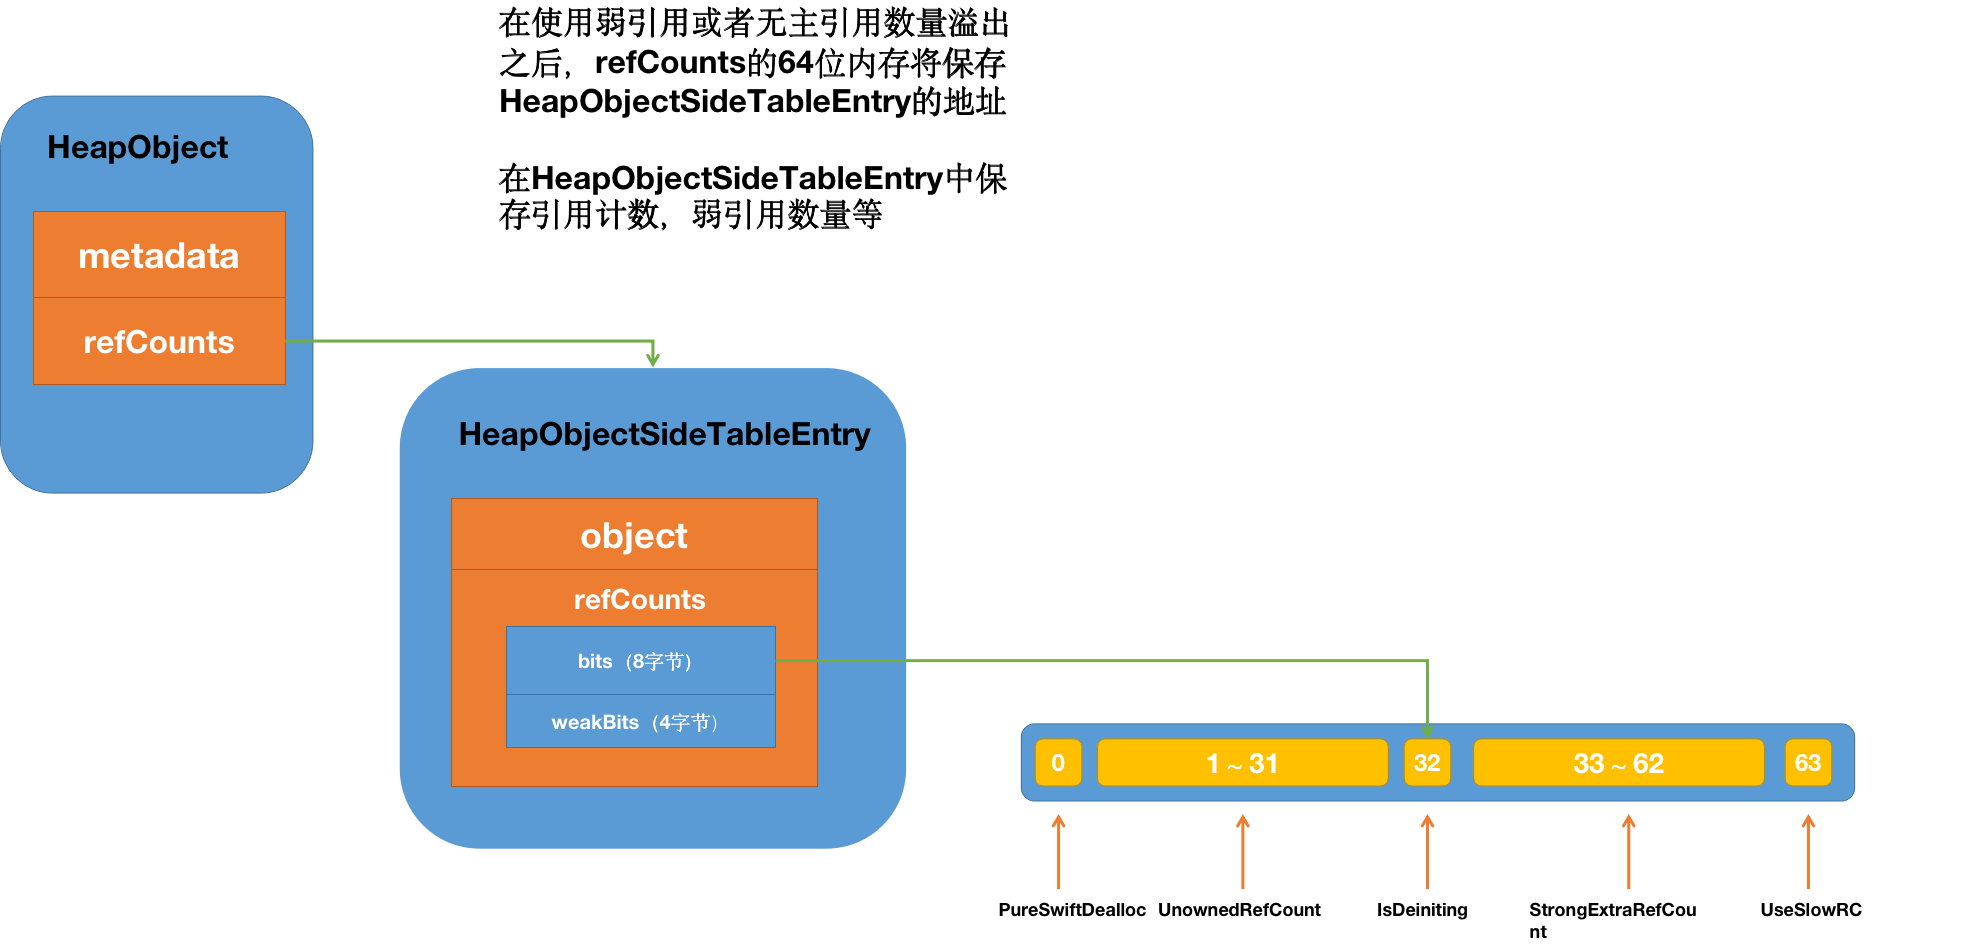 在使用弱引用或者无主引用数量溢出
之后，refCounts的64位内存将保存
HeapObjectSideTableEntry的地址
在HeapObjectSideTableEntry中保
存引用计数，弱引用数量等
HeapObject
metadata
refCounts
HeapObjectSideTableEntry
object
refCounts
bits（8字节）
weakBits（4字节）
0
1 ~ 31
32
33 ~ 62
63
PureSwiftDealloc
UnownedRefCount
IsDeiniting
StrongExtraRefCou
nt
UseSlowRC